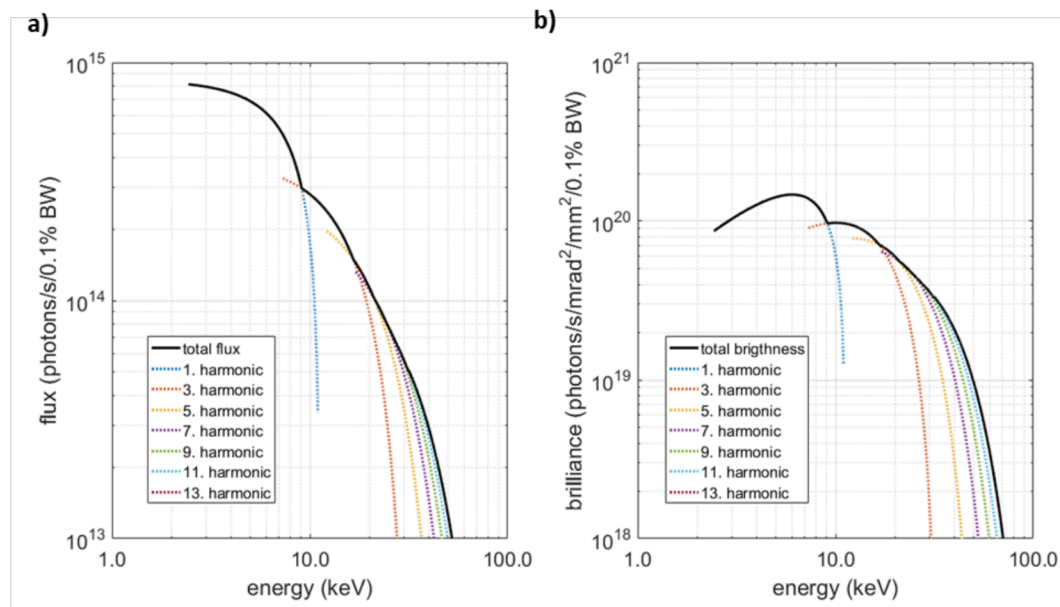 a)
10^15
10^14
10^13
flux (photons/s/0.1% BW)
total flux
1. harmonic
3. harmonic
5. harmonic
7. harmonic
9. harmonic
11. harmonic
13. harmonic
1.0 10.0 100.0
energy (keV)
b)
10^21
10^20
10^19
10^18
brilliance (photons/s/mrad^2/mm^2/0.1% BW)
total brigthness
1. harmonic
3. harmonic
5. harmonic
7. harmonic
9. harmonic
11. harmonic
13. harmonic
1.0 10.0 100.0
energy (keV)